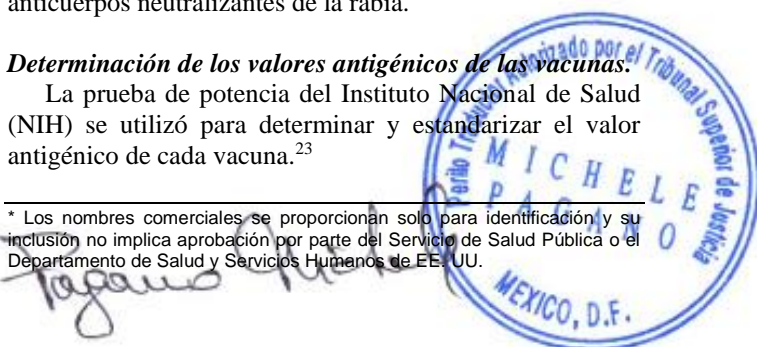 anticuerpos neutralizantes de la rabia.
Determinación de los valores antigénicos de las vacunas.
La prueba de potencia del Instituto Nacional de Salud
(NIH) se utilizó para determinar y estandarizar el valor
antigénico de cada vacuna.23
* Los nombres comerciales se proporcionan solo para identificación y su
inclusión no implica aprobación por parte del Servicio de Salud Pública o el
Departamento de Salud y Servicios Humanos de EE. UU.
Pagano Michele
Perito Traductor Autorizado por el Tribunal Superior de Justicia
MICHELE
PAGANO
MEXICO, D.F.